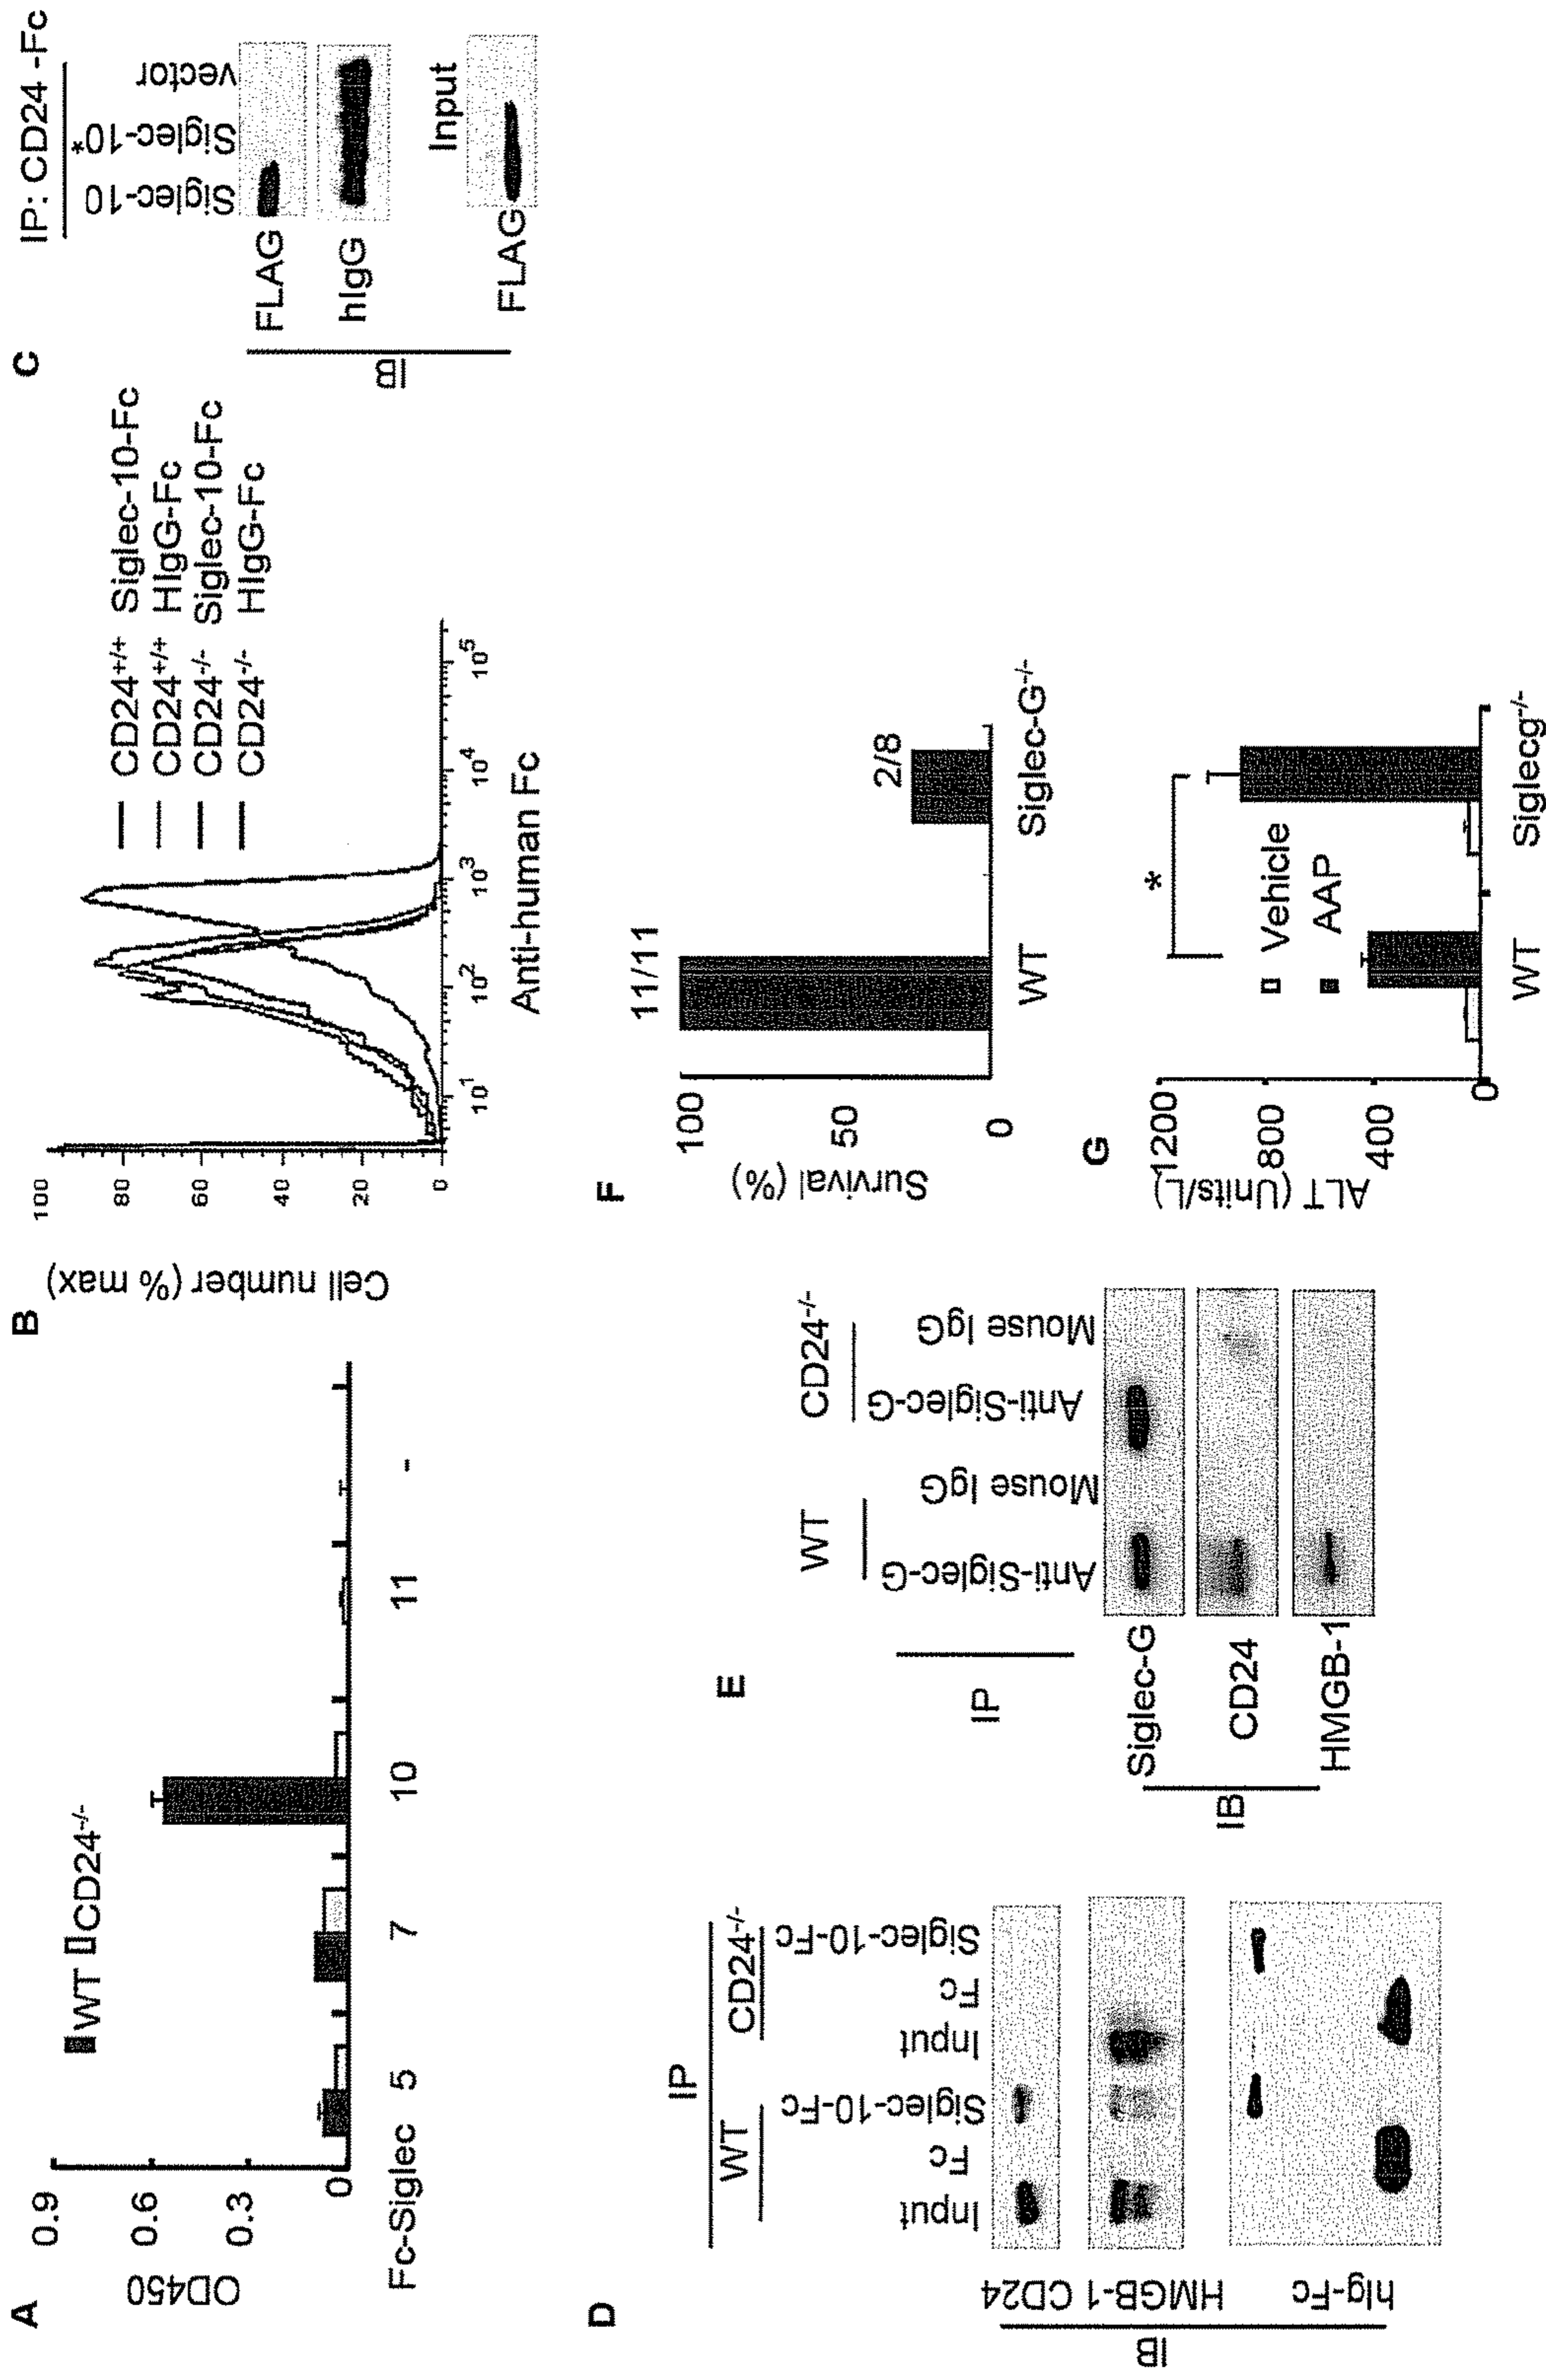 A
OD450
0.9
0.6
0.3
0
WT CD24-/-
Fc-Siglec 5 7 10 11 -
B
Cell number (% max)
100
80
60
40
20
0
10¹ 10² 10³ 10⁴ 10⁵
Anti-human Fc
CD24+/+ Siglec-10-Fc
CD24+/+ HIgG-Fc
CD24-/- Siglec-10-Fc
CD24-/- HIgG-Fc
C
IP: CD24 -Fc
Siglec-10
Siglec-10*
vector
FLAG
hIgG
Input
FLAG
IB
D
IP
WT CD24-/-
Input
Fc
Siglec-10-Fc
Input
Fc
Siglec-10-Fc
CD24
HMGB-1
hIg-Fc
IB
E
WT CD24-/-
IP
Anti-Siglec-G
Mouse IgG
Anti-Siglec-G
Mouse IgG
Siglec-G
CD24
HMGB-1
IB
F
Survival (%)
100
50
0
11/11
2/8
WT Siglec-G-/-
G
ALT (Units/L)
1200
800
400
0
*
Vehicle
AAP
WT Siglecg-/-